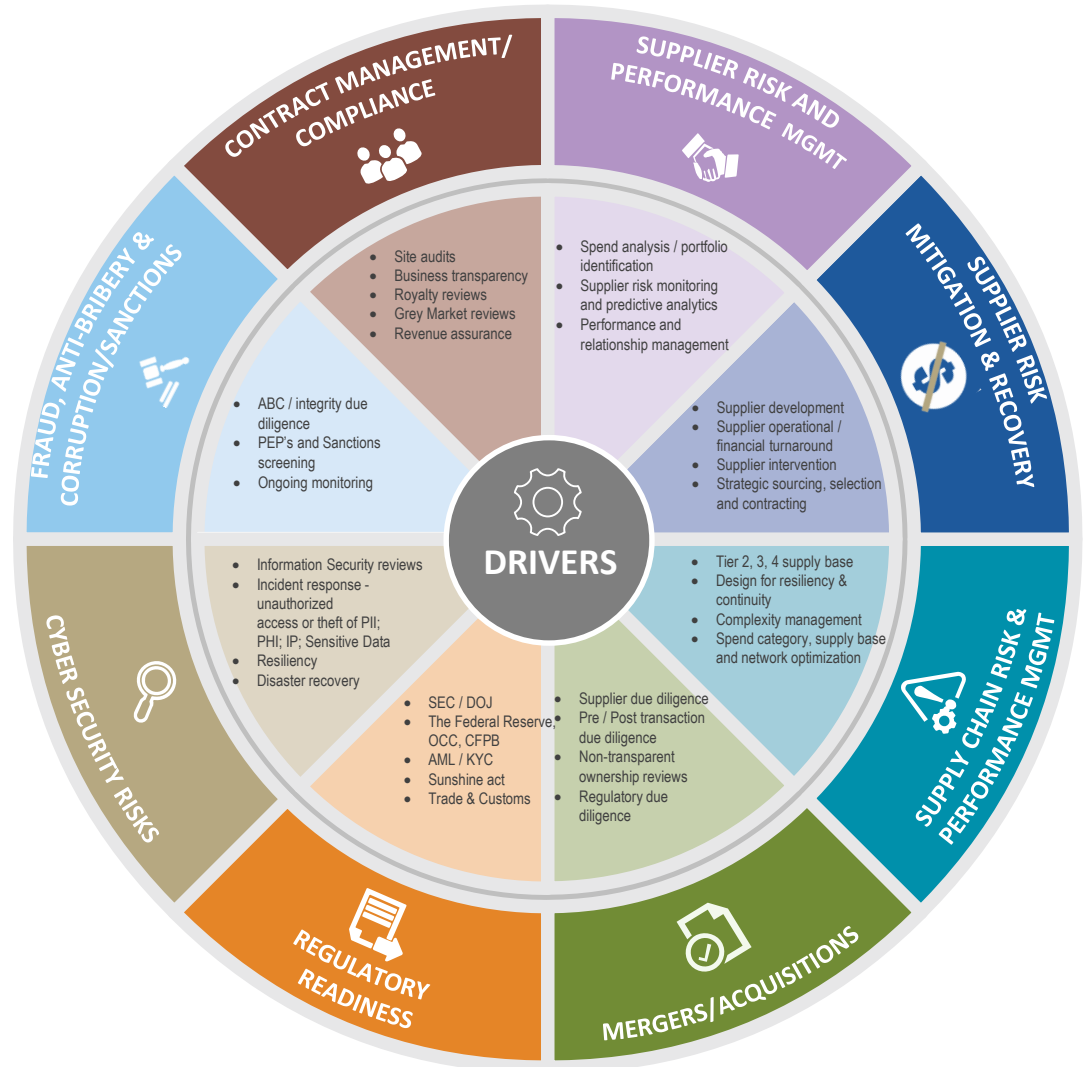 CONTRACT MANAGEMENT/
COMPLIANCE
SUPPLIER RISK AND
PERFORMANCE MGMT
SUPPLIER RISK
MITIGATION & RECOVERY
SUPPLY CHAIN RISK &
PERFORMANCE MGMT
MERGERS/ACQUISITIONS
REGULATORY
READINESS
CYBER SECURITY RISKS
FRAUD, ANTI-BRIBERY &
CORRUPTION/SANCTIONS
• Site audits
• Business transparency
• Royalty reviews
• Grey Market reviews
• Revenue assurance
• Spend analysis / portfolio
identification
• Supplier risk monitoring
and predictive analytics
• Performance and
relationship management
• Supplier development
• Supplier operational /
financial turnaround
• Supplier intervention
• Strategic sourcing, selection
and contracting
• Tier 2, 3, 4 supply base
• Design for resiliency &
continuity
• Complexity management
• Spend category, supply base
and network optimization
• Supplier due diligence
• Pre / Post transaction
due diligence
• Non-transparent
ownership reviews
• Regulatory due
diligence
• SEC / DOJ
• The Federal Reserve,
OCC, CFPB
• AML / KYC
• Sunshine act
• Trade & Customs
• Information Security reviews
• Incident response -
unauthorized
access or theft of PII;
PHI; IP; Sensitive Data
• Resiliency
• Disaster recovery
• ABC / integrity due
diligence
• PEP's and Sanctions
screening
• Ongoing monitoring
DRIVERS